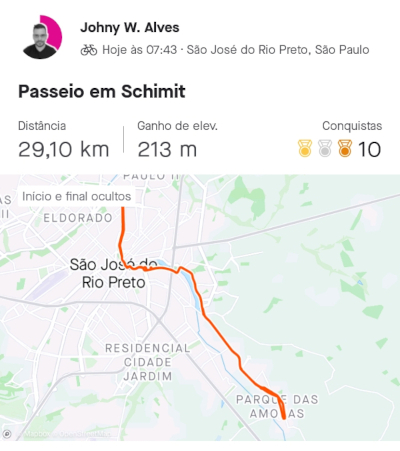 Johny W. Alves
Hoje às 07:43 · São José do Rio Preto, São Paulo
Passeio em Schimit
Distância
Ganho de elev.
Conquistas
29,10 km
213 m
10
PAULO II
Início e final ocultos
II
ELDORADO
São José do
Rio Preto
RESIDENCIAL
CIDADE
JARDIM
PARQUE DAS
AMORAS